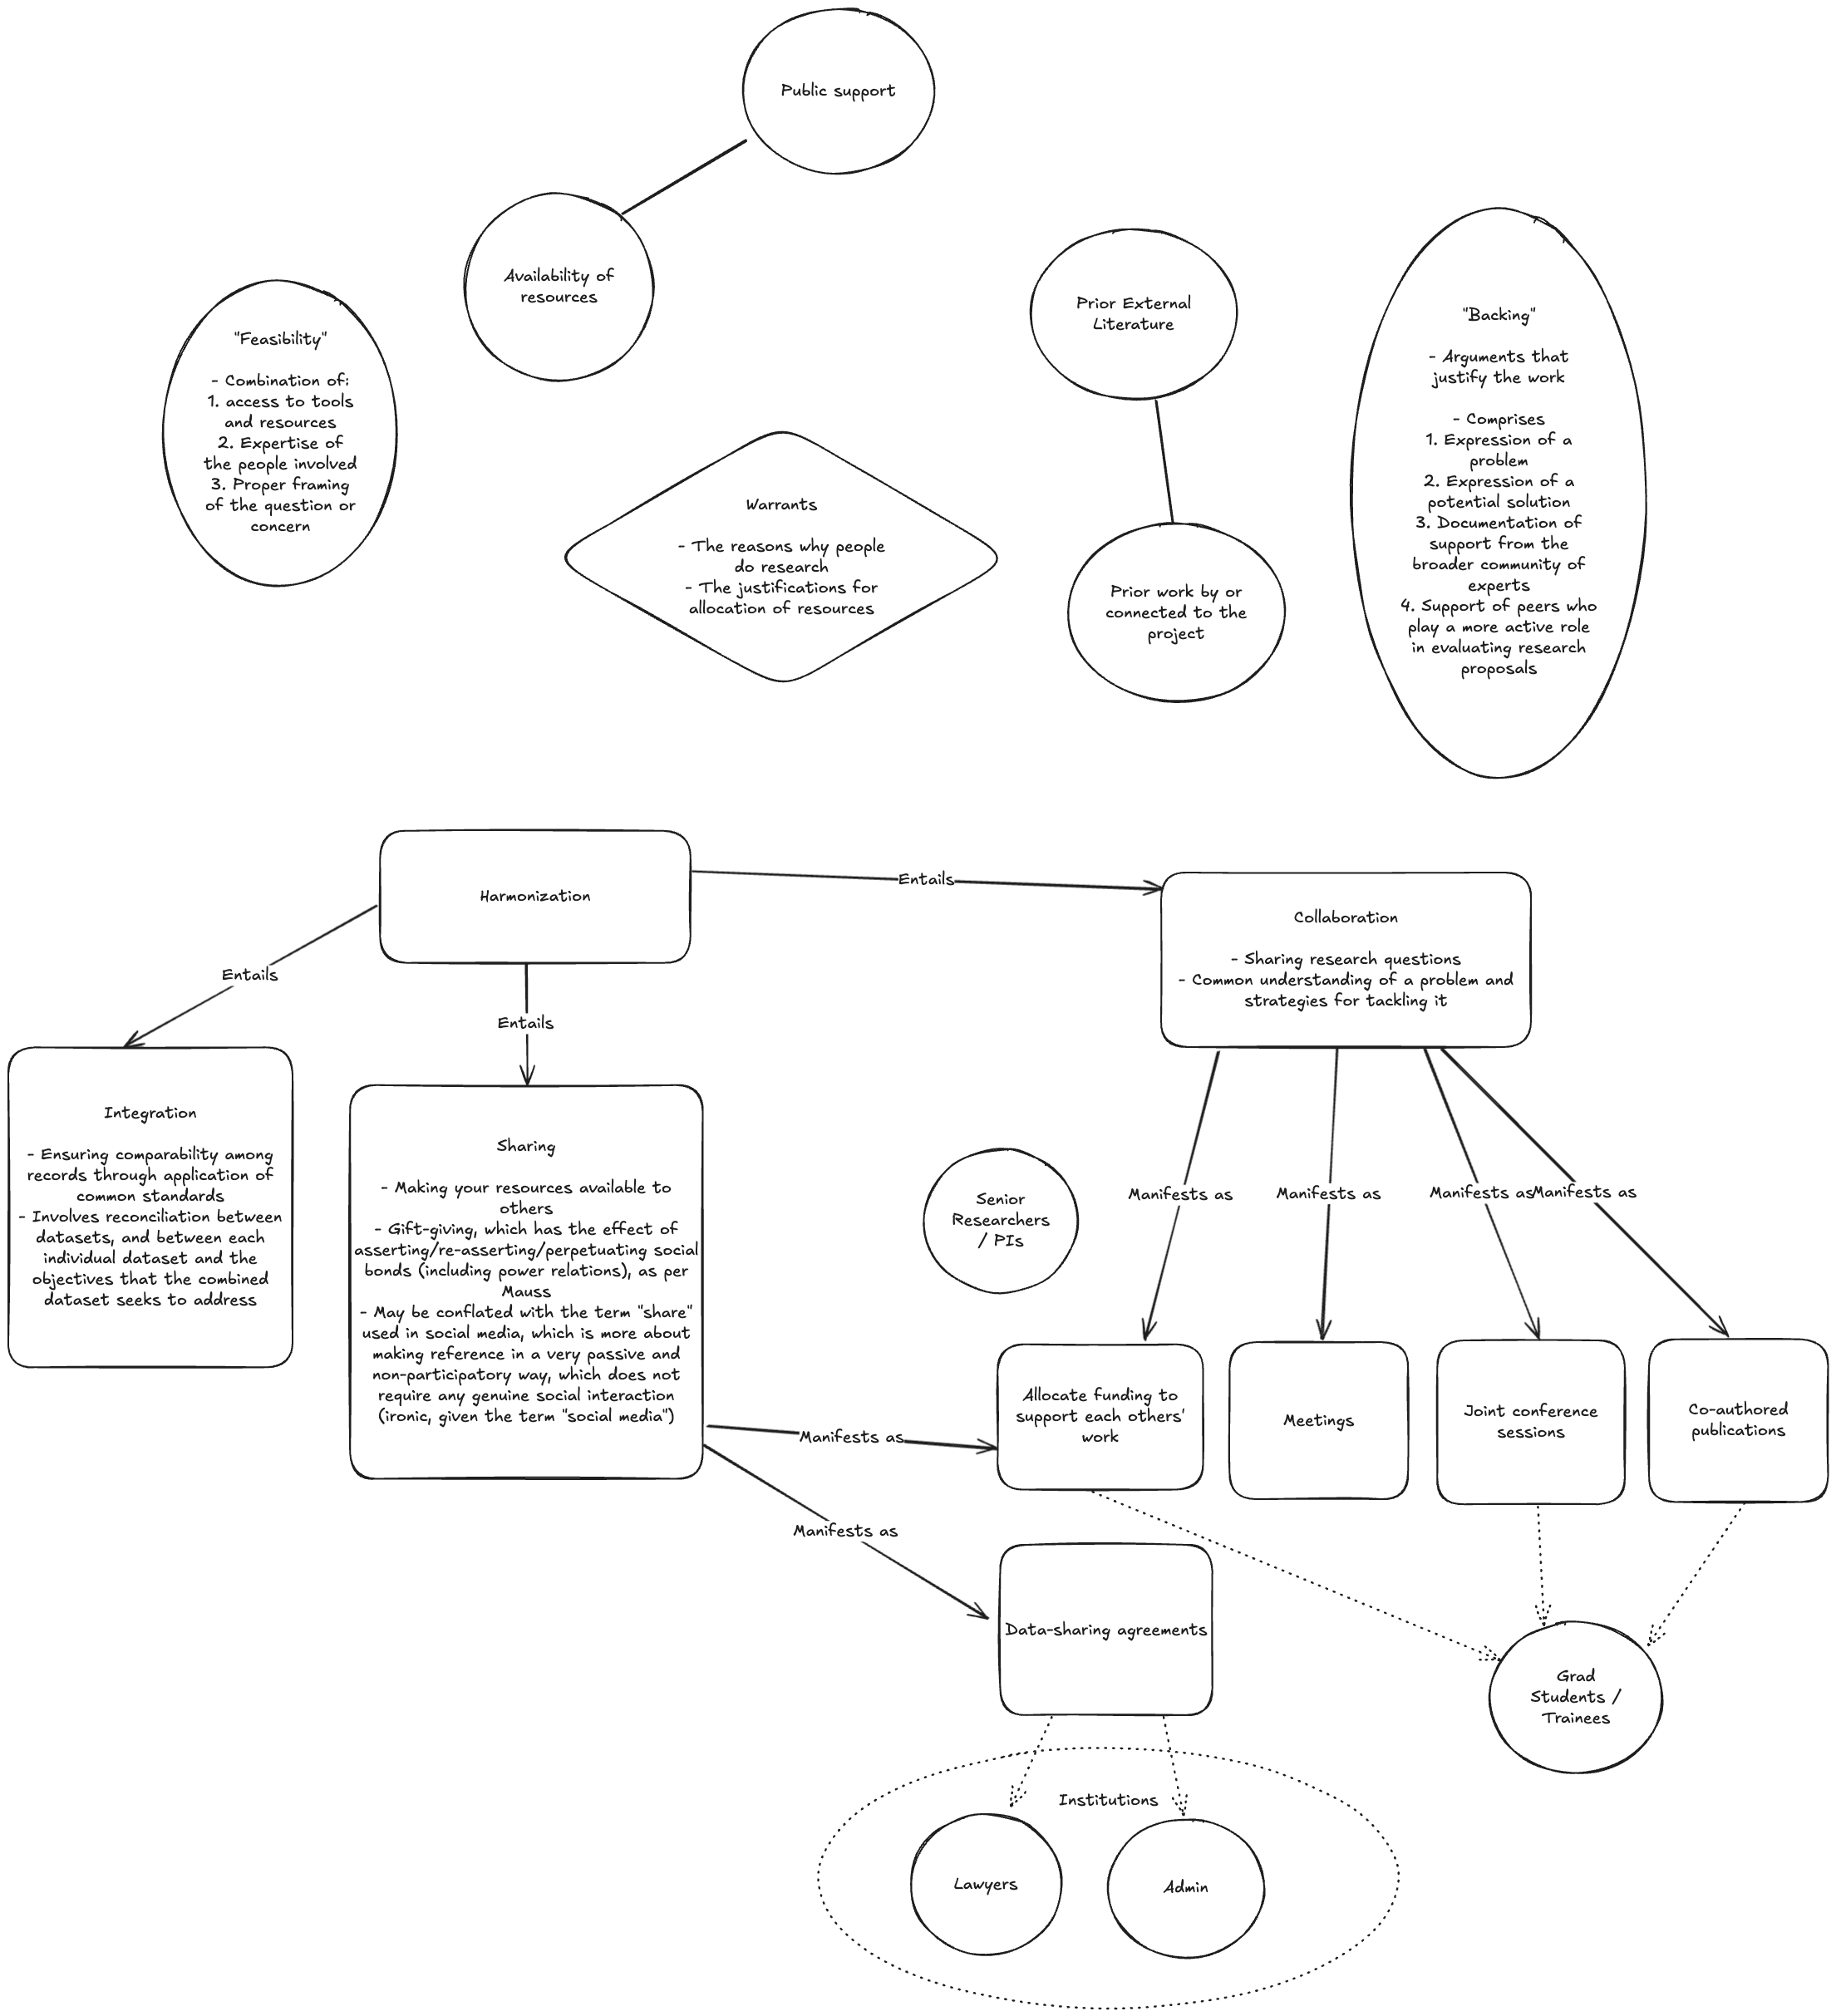 Public support
Availability of
resources
Prior External
Literature
"Feasibility"
- Combination of:
1. access to tools
and resources
2. Expertise of
the people involved
3. Proper framing
of the question or
concern
"Backing"
- Arguments that
justify the work
- Comprises
1. Expression of a
problem
2. Expression of a
potential solution
3. Documentation of
support from the
broader community of
experts
4. Support of peers who
play a more active role
in evaluating research
proposals
Warrants
- The reasons why people
do research
- The justifications for
allocation of resources
Prior work by or
connected to the
project
Harmonization
Entails
Entails
Entails
Collaboration
- Sharing research questions
- Common understanding of a problem and
strategies for tackling it
Integration
- Ensuring comparability among
records through application of
common standards
- Involves reconciliation between
datasets, and between each
individual dataset and the
objectives that the combined
dataset seeks to address
Sharing
- Making your resources available to
others
- Gift-giving, which has the effect of
asserting/re-asserting/perpetuating social
bonds (including power relations), as per
Mauss
- May be conflated with the term "share"
used in social media, which is more about
making reference in a very passive and
non-participatory way, which does not
require any genuine social interaction
(ironic, given the term "social media")
Senior
Researchers
/ PIs
Manifests as
Manifests as
Manifests as
Manifests as
Allocate funding to
support each others'
work
Meetings
Joint conference
sessions
Co-authored
publications
Manifests as
Manifests as
Data-sharing agreements
Grad
Students /
Trainees
Institutions
Lawyers
Admin